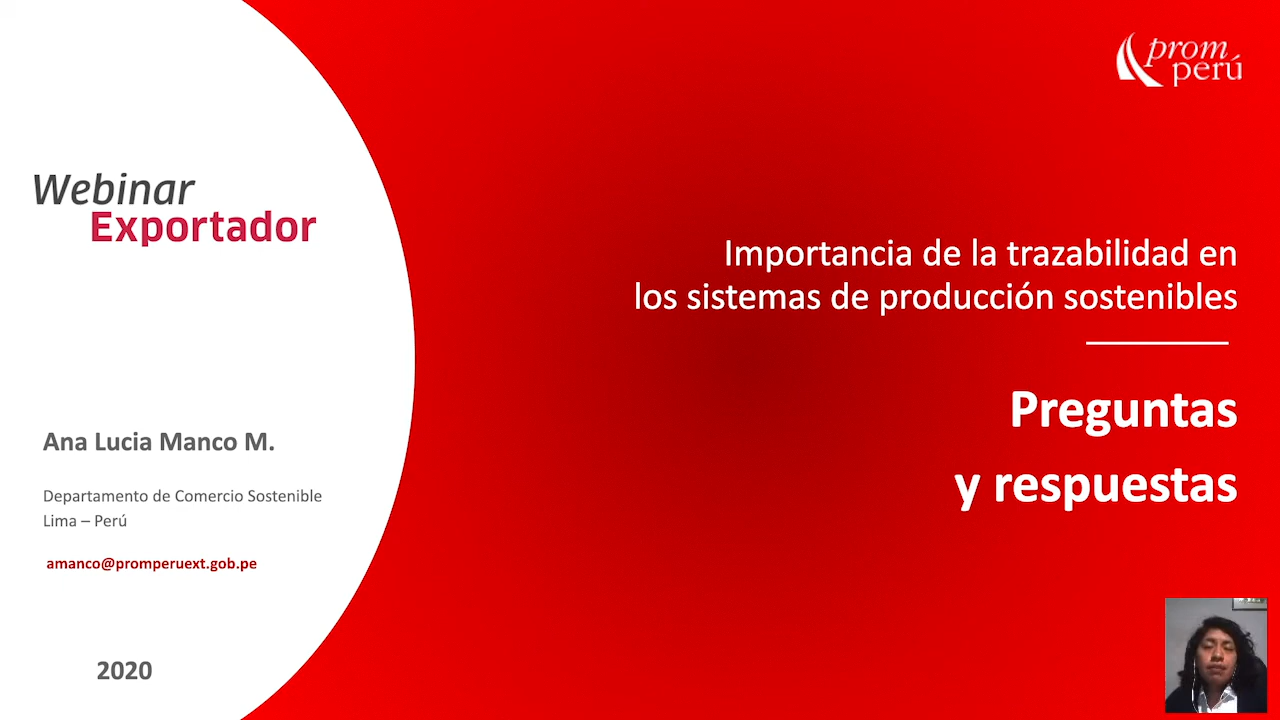 prom
perú
Webinar
Exportador
Importancia de la trazabilidad en
los sistemas de producción sostenibles
Preguntas
y respuestas
Ana Lucia Manco M.
Departamento de Comercio Sostenible
Lima – Perú
amanco@promperuext.gob.pe
2020